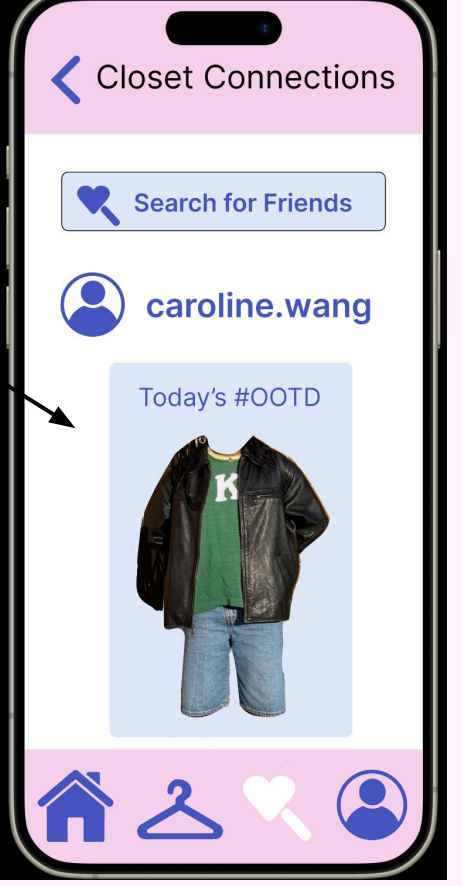 Closet Connections
Search for Friends
caroline.wang
Today's #OOTD
K